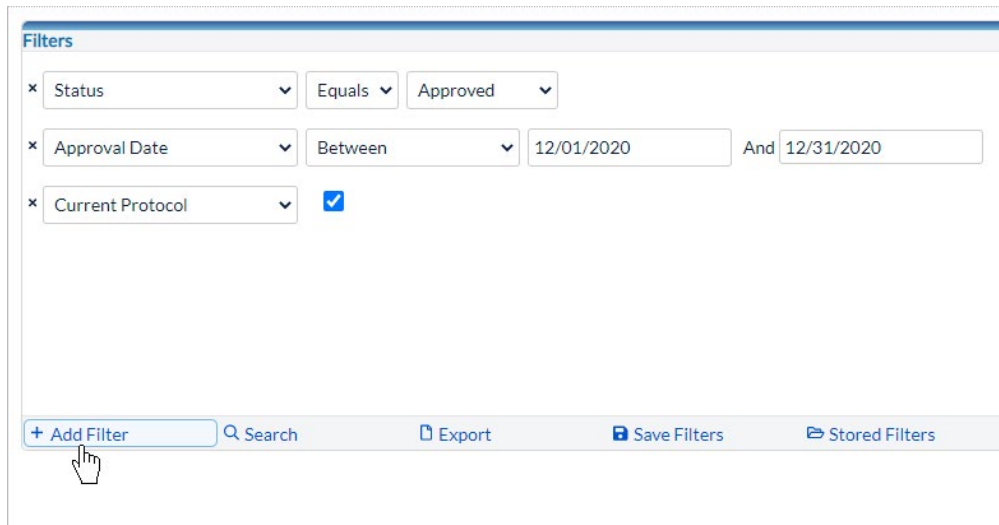 Filters
× Status Equals Approved
× Approval Date Between 12/01/2020 And 12/31/2020
× Current Protocol
+ Add Filter Search Export Save Filters Stored Filters